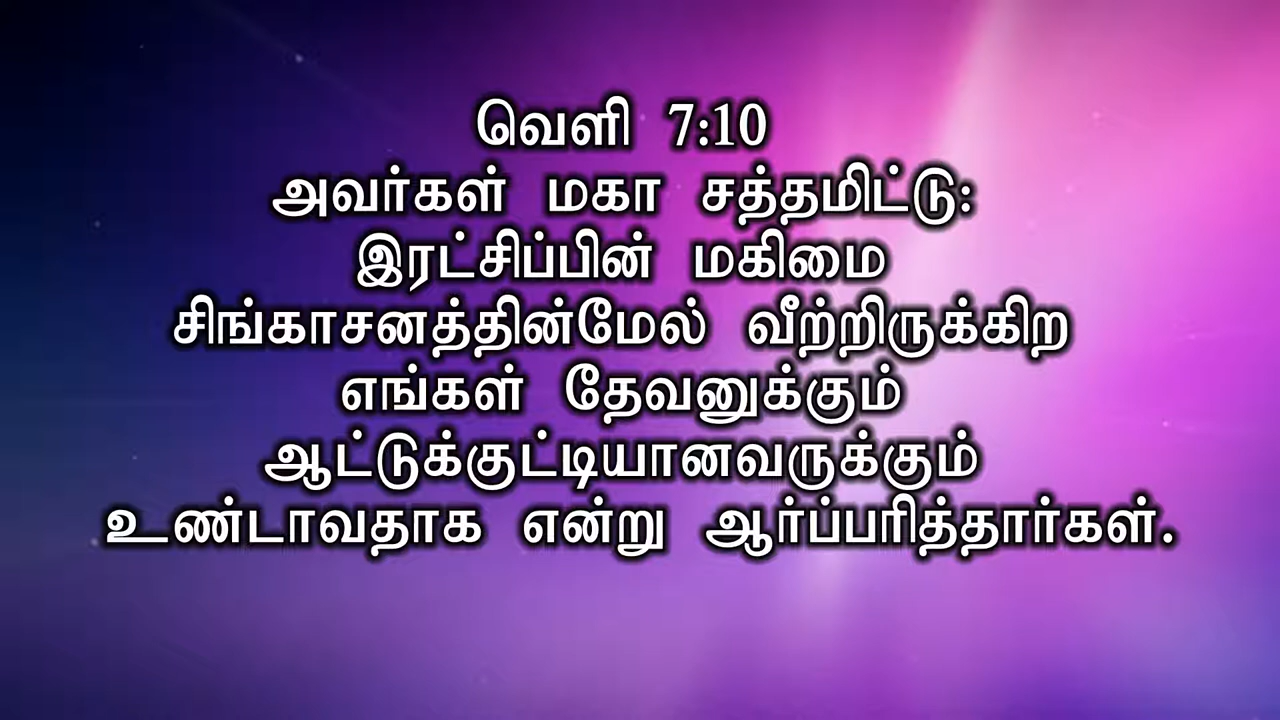 வெளி 7:10
அவர்கள் மகா சத்தமிட்டு:
இரட்சிப்பின் மகிமை
சிங்காசனத்தின்மேல் வீற்றிருக்கிற
எங்கள் தேவனுக்கும்
ஆட்டுக்குட்டியானவருக்கும்
உண்டாவதாக என்று ஆர்ப்பரித்தார்கள்.